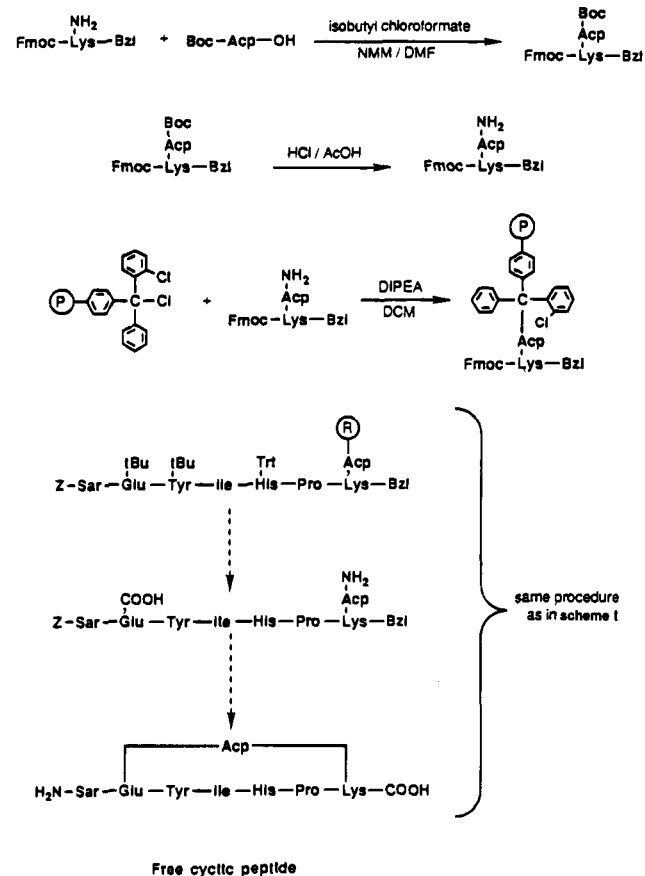 NH2
Fmoc-Lys-Bzl + Boc-Acp-OH isobutyl chloroformate
NMM / DMF
Boc
Acp
Fmoc-Lys-Bzl
Boc
Acp
Fmoc-Lys-Bzl
HCl / AcOH
NH2
Acp
Fmoc-Lys-Bzl
P
Cl
C-Cl
+
NH2
Acp
Fmoc-Lys-Bzl
DIPEA
DCM
P
C
Cl
Acp
Fmoc-Lys-Bzl
R
tBu tBu Trt Acp
Z-Sar-Glu-Tyr-Ile-His-Pro-Lys-Bzl
NH2
COOH Acp
Z-Sar-Glu-Tyr-Ile-His-Pro-Lys-Bzl
same procedure
as in scheme 1
Acp
H2N-Sar-Glu-Tyr-Ile-His-Pro-Lys-COOH
Free cyclic peptide